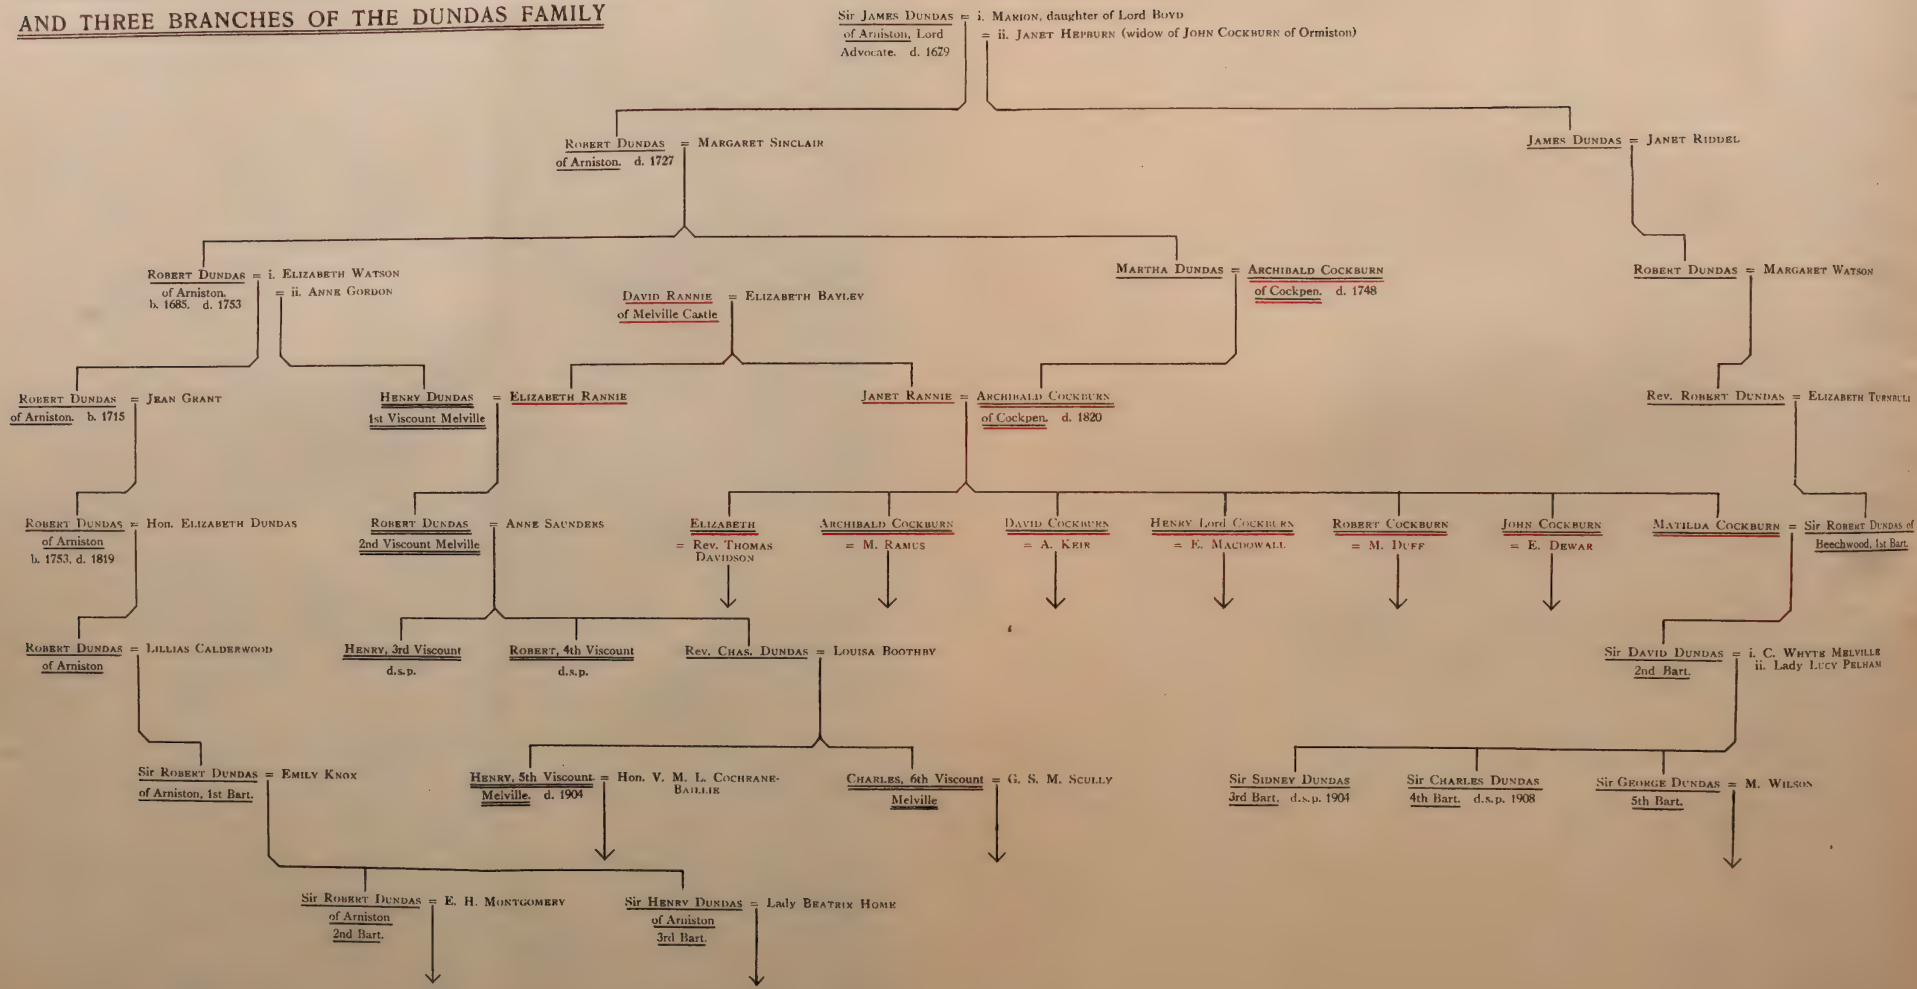 AND THREE BRANCHES OF THE DUNDAS FAMILY
Sir JAMES DUNDAS = i. MARION, daughter of Lord BOYD
of Arniston, Lord = ii. JANET HEPBURN (widow of JOHN COCKBURN of Ormiston)
Advocate. d. 1679
ROBERT DUNDAS = MARGARET SINCLAIR
of Arniston. d. 1727
JAMES DUNDAS = JANET RIDDEL
ROBERT DUNDAS = i. ELIZABETH WATSON
of Arniston. = ii. ANNE GORDON
b. 1685. d. 1753
DAVID RANNIE = ELIZABETH BAYLEY
of Melville Castle
MARTHA DUNDAS = ARCHIBALD COCKBURN
of Cockpen. d. 1748
ROBERT DUNDAS = MARGARET WATSON
ROBERT DUNDAS = JEAN GRANT
of Arniston. b. 1715
HENRY DUNDAS = ELIZABETH RANNIE
1st Viscount Melville
JANET RANNIE = ARCHIBALD COCKBURN
of Cockpen. d. 1820
Rev. ROBERT DUNDAS = ELIZABETH TURNBULL
ROBERT DUNDAS = Hon. ELIZABETH DUNDAS
of Arniston
b. 1753, d. 1819
ROBERT DUNDAS = ANNE SAUNDERS
2nd Viscount Melville
ELIZABETH
= Rev. THOMAS
DAVIDSON
ARCHIBALD COCKBURN
= M. RAMUS
DAVID COCKBURN
= A. KEIR
HENRY Lord COCKBURN
= E. MACDOWALL
ROBERT COCKBURN
= M. DUFF
JOHN COCKBURN
= E. DEWAR
MATILDA COCKBURN = Sir ROBERT DUNDAS of
Beechwood, 1st Bart.
ROBERT DUNDAS = LILLIAS CALDERWOOD
of Arniston
HENRY, 3rd Viscount
d.s.p.
ROBERT, 4th Viscount
d.s.p.
Rev. CHAS. DUNDAS = LOUISA BOOTHBY
Sir DAVID DUNDAS = i. C. WHYTE MELVILLE
2nd Bart. ii. Lady LUCY PELHAM
Sir ROBERT DUNDAS = EMILY KNOX
of Arniston, 1st Bart.
HENRY, 5th Viscount = Hon. V. M. L. COCHRANE-
Melville. d. 1904 BAILLIE
CHARLES, 6th Viscount = G. S. M. SCULLY
Melville
Sir SIDNEY DUNDAS
3rd Bart. d.s.p. 1904
Sir CHARLES DUNDAS
4th Bart. d.s.p. 1908
Sir GEORGE DUNDAS = M. WILSON
5th Bart.
Sir ROBERT DUNDAS = E. H. MONTGOMERY
of Arniston
2nd Bart.
Sir HENRY DUNDAS = Lady BEATRIX HOME
of Arniston
3rd Bart.